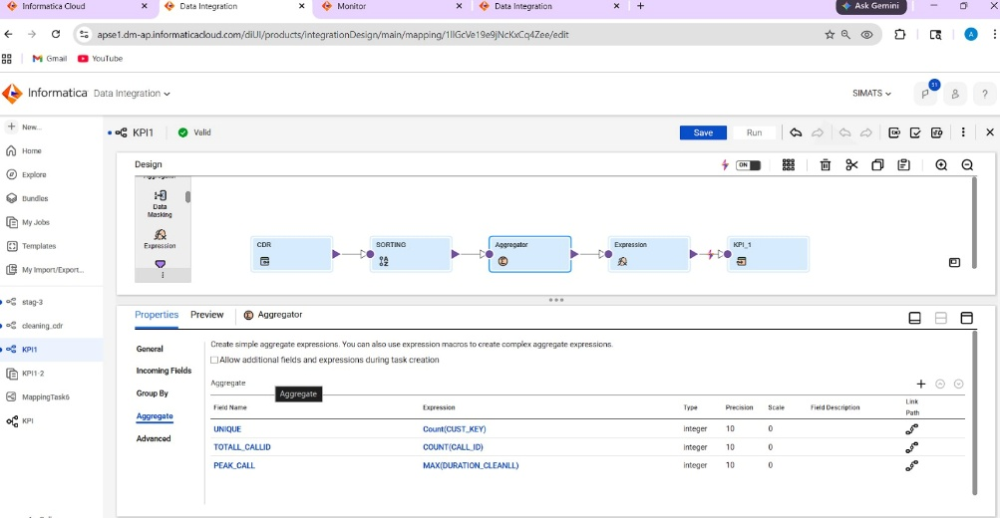 Informatica Cloud
Data Integration
Monitor
Data Integration
Ask Gemini
apse1.dm-ap.informaticacloud.com/diUI/products/integrationDesign/main/mapping/1lIGcVe19e9jNcKxCq4Zee/edit
A
Gmail
YouTube
Informatica Data Integration
SIMATS
11
?
New...
Home
Explore
Bundles
My Jobs
Templates
My Import/Export...
stag-3
cleaning_cdr
KPI1
KPI1-2
MappingTask6
KPI
KPI1
Valid
Save
Run
Design
ON
Aggregator
Data
Masking
Expression
CDR
SORTING
Aggregator
Expression
KPI_1
Properties
Preview
Aggregator
General
Incoming Fields
Group By
Aggregate
Advanced
Create simple aggregate expressions. You can also use expression macros to create complex aggregate expressions.
Allow additional fields and expressions during task creation
Aggregate
Aggregate
Field Name Expression Type Precision Scale Field Description Link Path
UNIQUE Count(CUST_KEY) integer 10 0
TOTALL_CALLID COUNT(CALL_ID) integer 10 0
PEAK_CALL MAX(DURATION_CLEANLL) integer 10 0